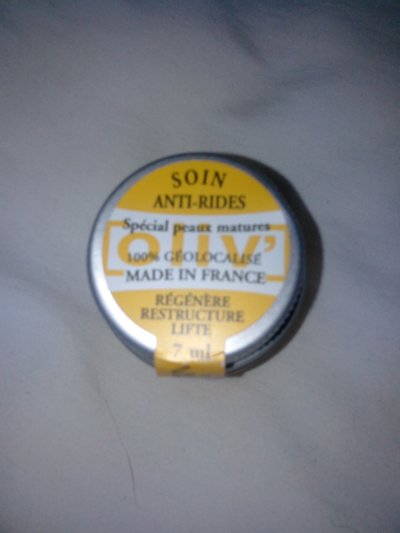 SOIN
ANTI-RIDES
Spécial peaux matures
OLIV'
100% GÉOLOCALISÉ
MADE IN FRANCE
RÉGÉNÈRE
RESTRUCTURE
LIFTE
7 ml